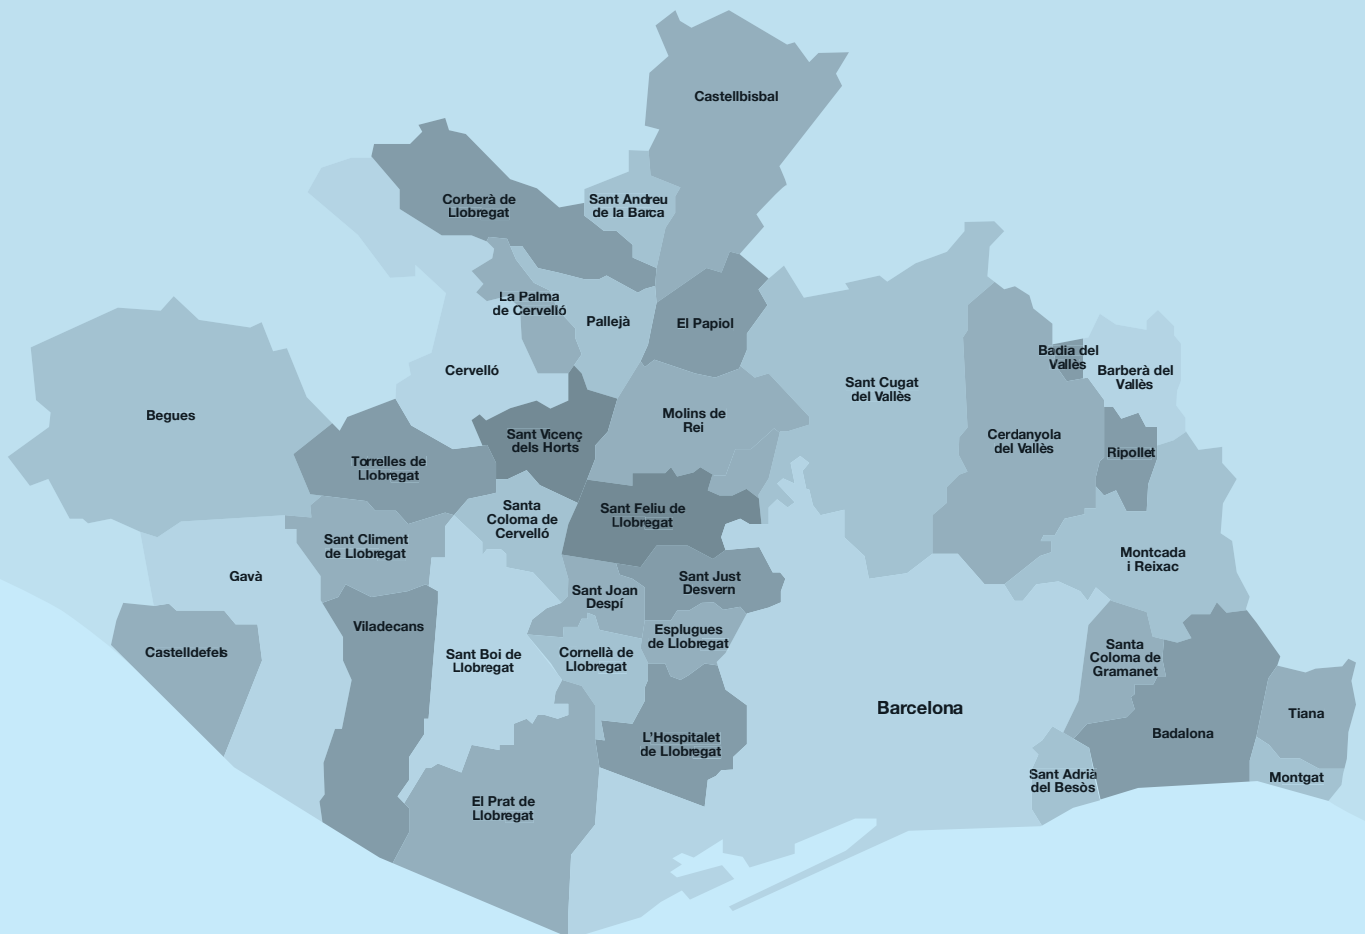 Castellbisbal
Corberà de
Llobregat
Sant Andreu
de la Barca
La Palma
de Cervelló
Pallejà
El Papiol
Cervelló
Badia del
Vallès
Barberà del
Vallès
Sant Cugat
del Vallès
Begues
Molins de
Rei
Sant Vicenç
dels Horts
Cerdanyola
del Vallès
Ripollet
Torrelles de
Llobregat
Santa
Coloma de
Cervelló
Sant Feliu de
Llobregat
Sant Climent
de Llobregat
Montcada
i Reixac
Gavà
Sant Joan
Despí
Sant Just
Desvern
Viladecans
Esplugues
de Llobregat
Castelldefels
Sant Boi de
Llobregat
Cornellà de
Llobregat
Santa
Coloma de
Gramanet
Barcelona
Tiana
Badalona
L'Hospitalet
de Llobregat
Sant Adrià
del Besòs
Montgat
El Prat de
Llobregat